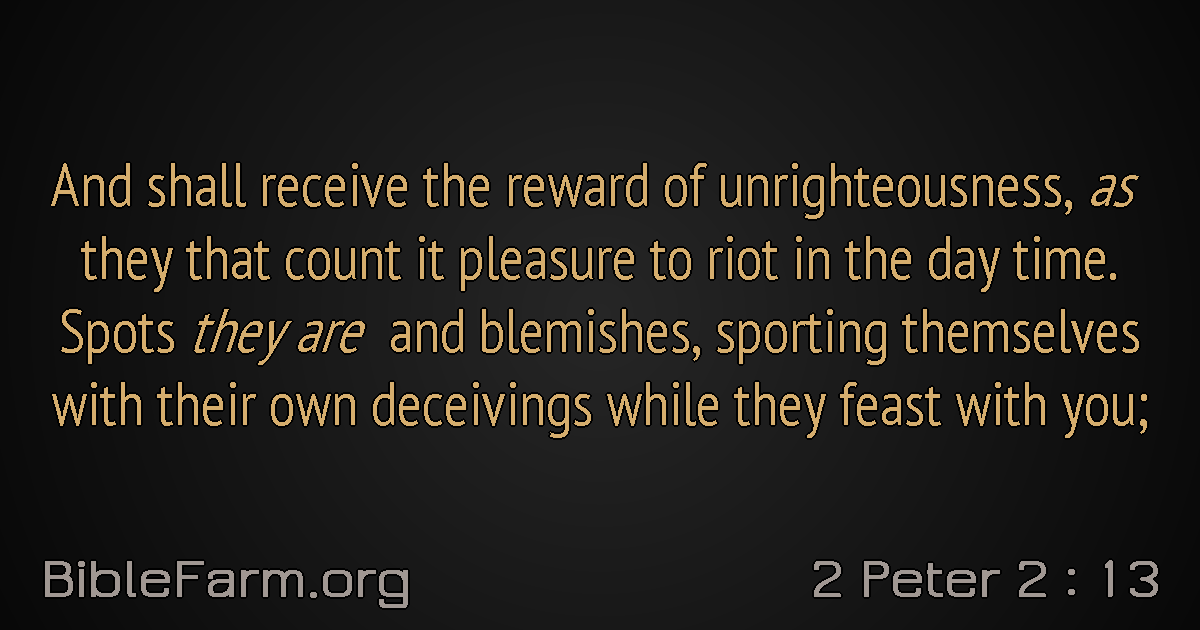 And shall receive the reward of unrighteousness, as
they that count it pleasure to riot in the day time.
Spots they are and blemishes, sporting themselves
with their own deceivings while they feast with you;
BibleFarm.org
2 Peter 2 : 13